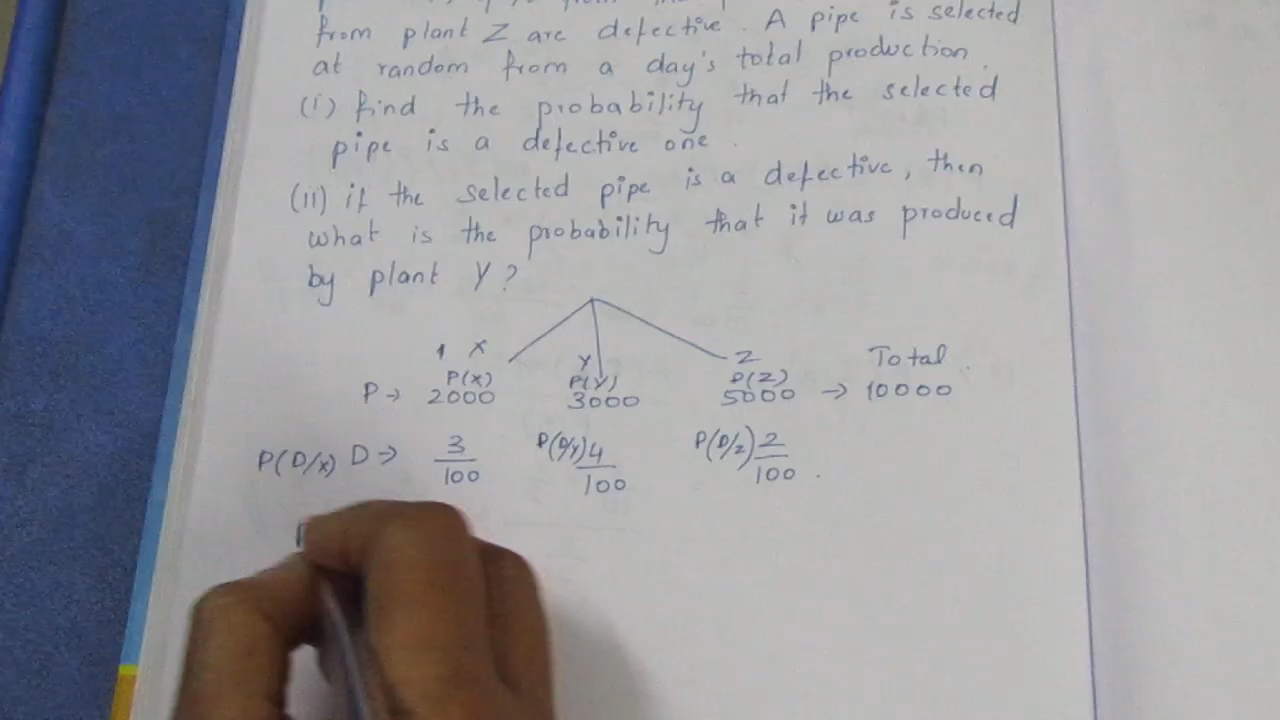 from plant Z are defective. A pipe is selected
at random from a day's total production.
(i) find the probability that the selected
pipe is a defective one.
(ii) if the selected pipe is a defective, then
what is the probability that it was produced
by plant Y?
X Y Z Total
P(X) P(Y) P(Z)
P → 2000 3000 5000 → 10000
P(D/x) D → 3/100 P(D/Y) 4/100 P(D/z) 2/100.